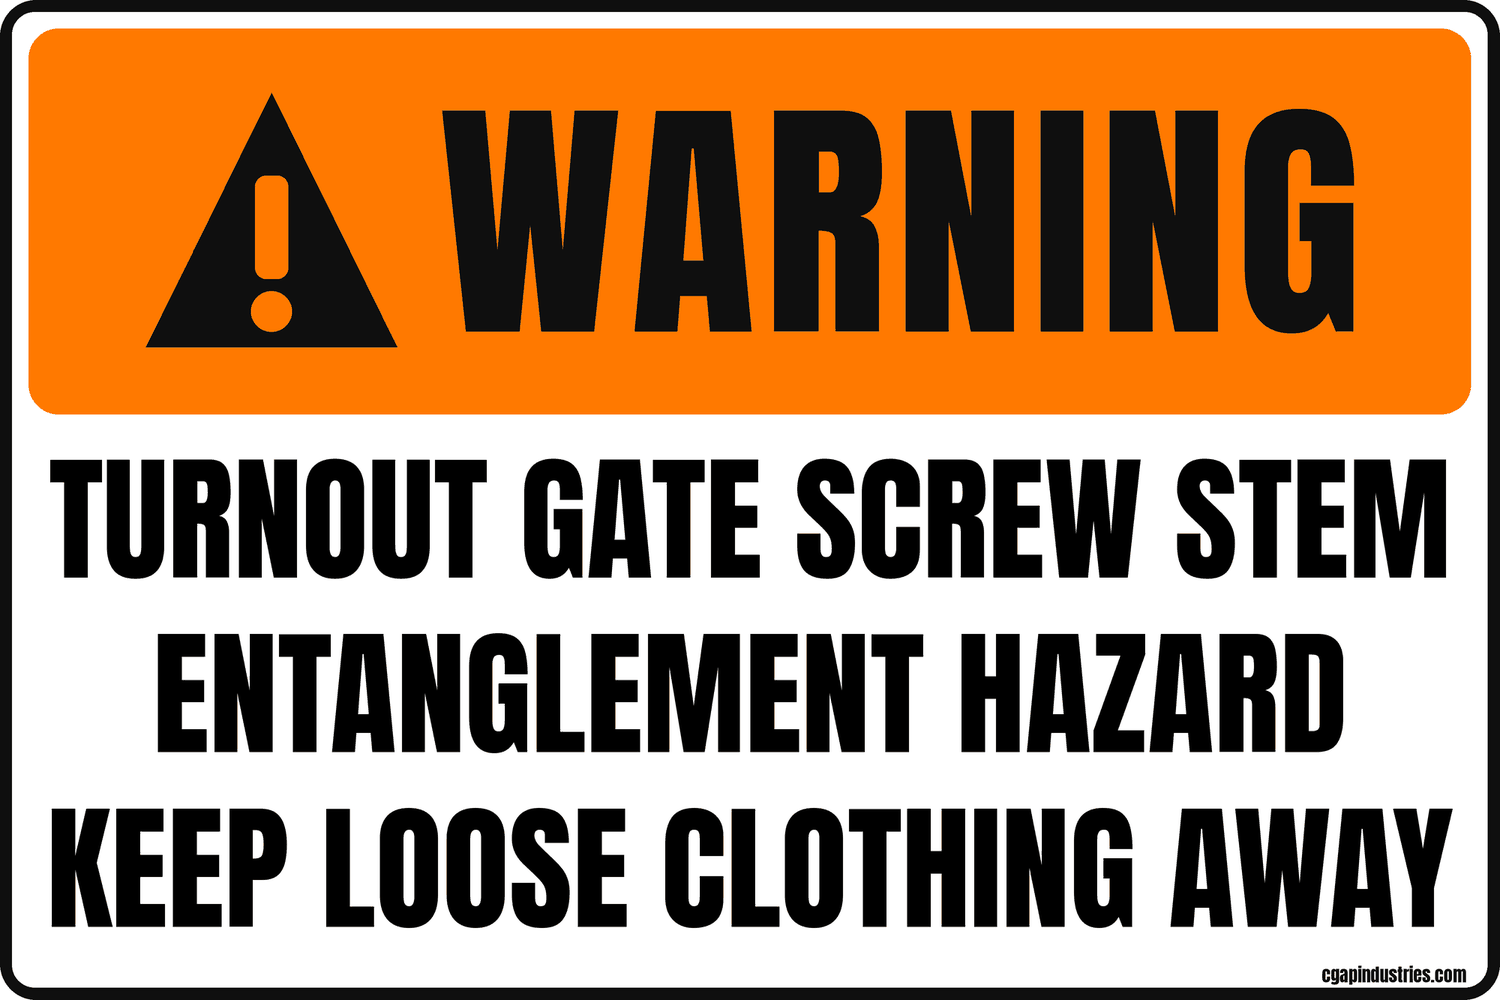 WARNING
TURNOUT GATE SCREW STEM
ENTANGLEMENT HAZARD
KEEP LOOSE CLOTHING AWAY
cgapindustries.com